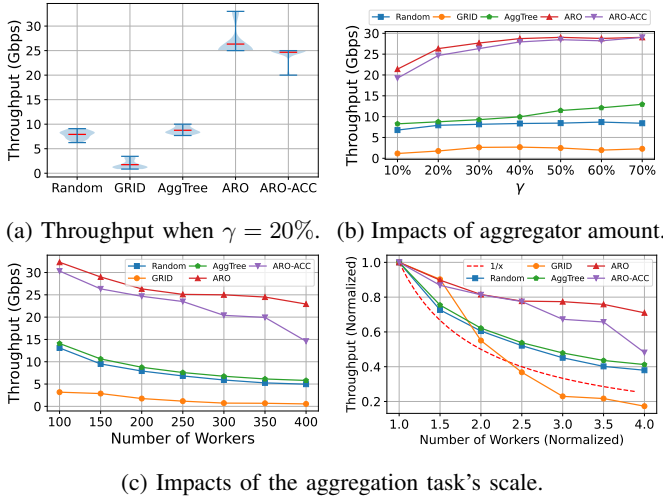 Throughput (Gbps)
35
30
25
20
15
10
5
0
Random GRID AggTree ARO ARO-ACC
(a) Throughput when γ = 20%.
Random GRID AggTree ARO ARO-ACC
Throughput (Gbps)
30
25
20
15
10
5
0
10% 20% 30% 40% 50% 60% 70%
γ
(b) Impacts of aggregator amount.
Random AggTree ARO-ACC
GRID ARO
Throughput (Gbps)
30
25
20
15
10
5
0
100 150 200 250 300 350 400
Number of Workers
1/x GRID ARO
Random AggTree ARO-ACC
Throughput (Normalized)
1.0
0.8
0.6
0.4
0.2
1.0 1.5 2.0 2.5 3.0 3.5 4.0
Number of Workers (Normalized)
(c) Impacts of the aggregation task's scale.